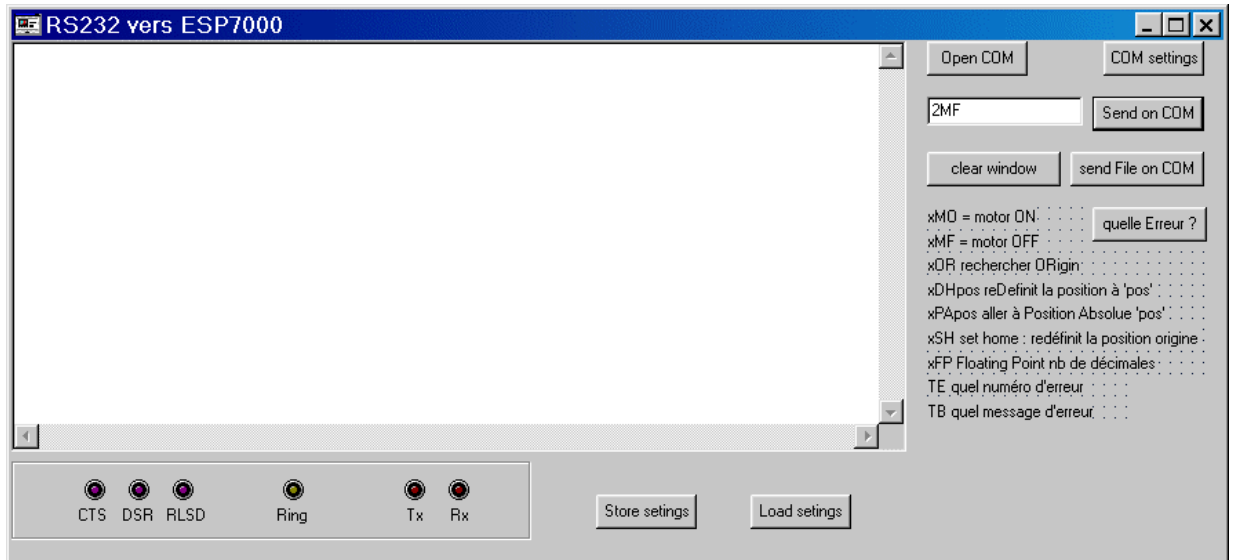 RS232 vers ESP7000
Open COM
COM settings
2MF
Send on COM
clear window
send File on COM
xMO = motor ON
quelle Erreur ?
xMF = motor OFF
xOR rechercher ORigin
xDHpos reDefinit la position à 'pos'
xPApos aller à Position Absolue 'pos'
xSH set home : redéfinit la position origine
xFP Floating Point nb de décimales
TE quel numéro d'erreur
TB quel message d'erreur
CTS DSR RLSD Ring Tx Rx
Store setings
Load setings